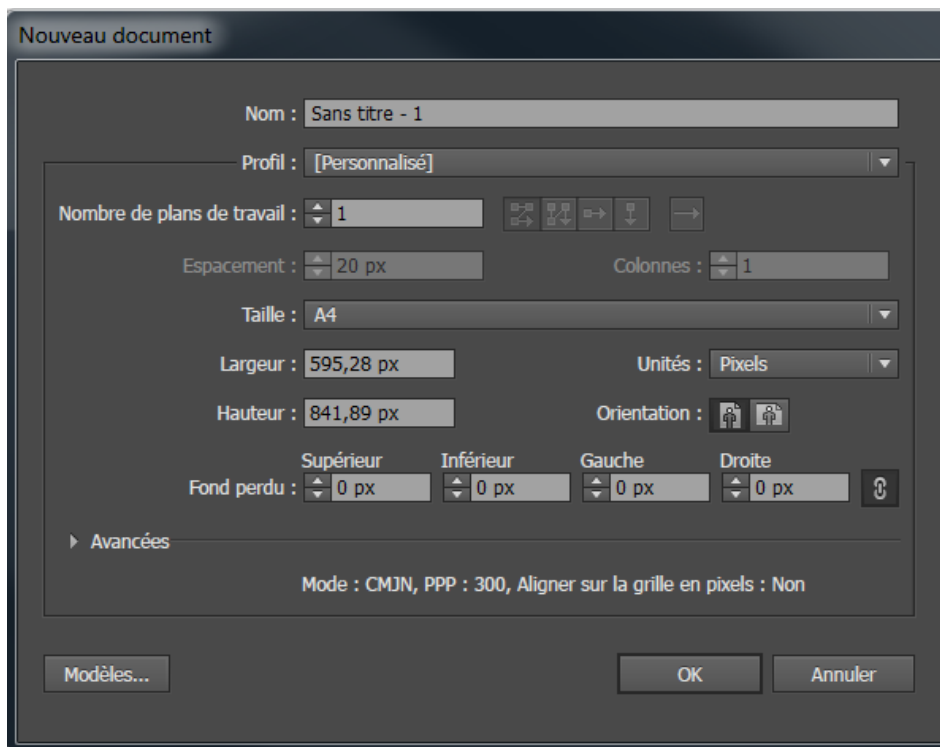 Nouveau document
Nom : Sans titre - 1
Profil : [Personnalisé]
Nombre de plans de travail : 1
Espacement : 20 px Colonnes : 1
Taille : A4
Largeur : 595,28 px Unités : Pixels
Hauteur : 841,89 px Orientation :
Supérieur Inférieur Gauche Droite
Fond perdu : 0 px 0 px 0 px 0 px
Avancées
Mode : CMJN, PPP : 300, Aligner sur la grille en pixels : Non
Modèles... OK Annuler